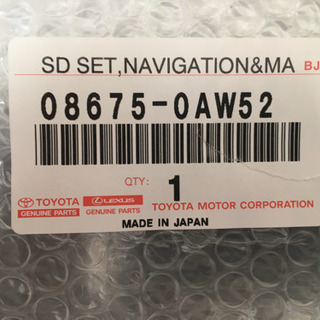 SD SET,NAVIGATION&MA BJ
08675-0AW52
QTY: 1
TOYOTA LEXUS
GENUINE PARTS GENUINE PARTS TOYOTA MOTOR CORPORATION
MADE IN JAPAN